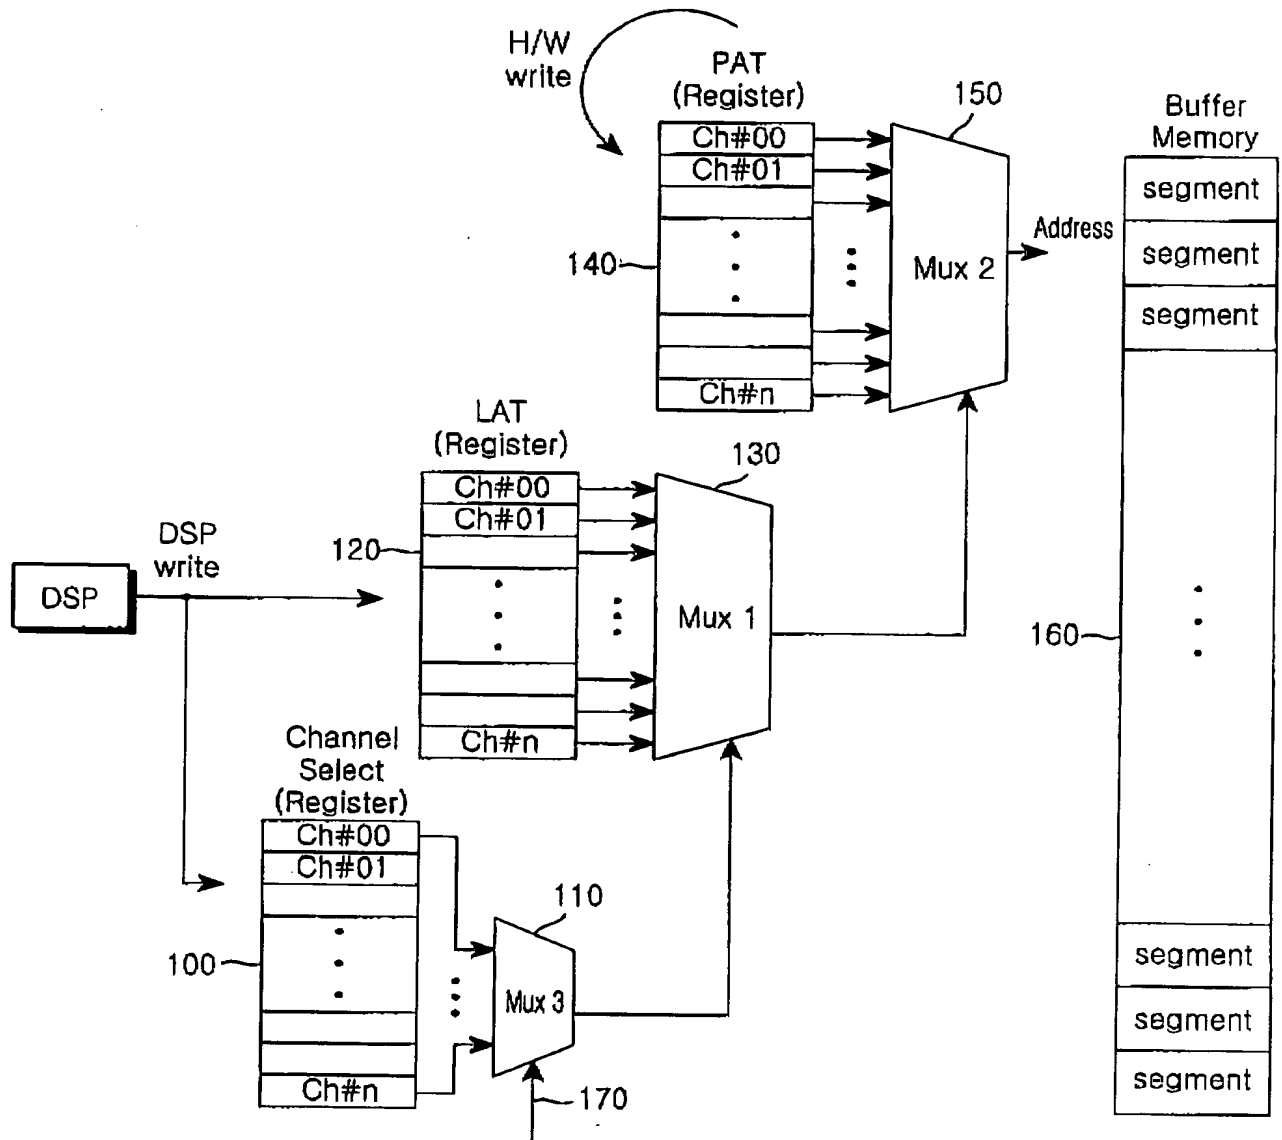 H/W
write
PAT
(Register)
Ch#00
Ch#01
Ch#n
140
150
Mux 2
Address
Buffer
Memory
segment
segment
segment
160
segment
segment
segment
LAT
(Register)
Ch#00
Ch#01
Ch#n
120
130
Mux 1
DSP
DSP
write
Channel
Select
(Register)
Ch#00
Ch#01
Ch#n
100
110
Mux 3
170